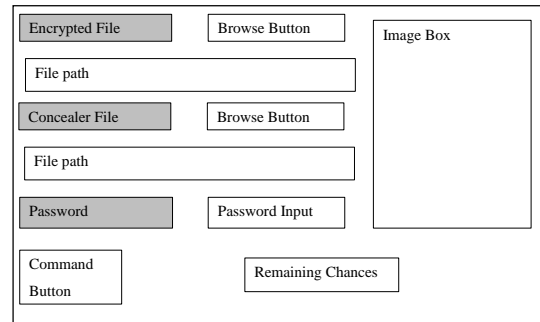 Encrypted File
Browse Button
Image Box
File path
Concealer File
Browse Button
File path
Password
Password Input
Command
Button
Remaining Chances